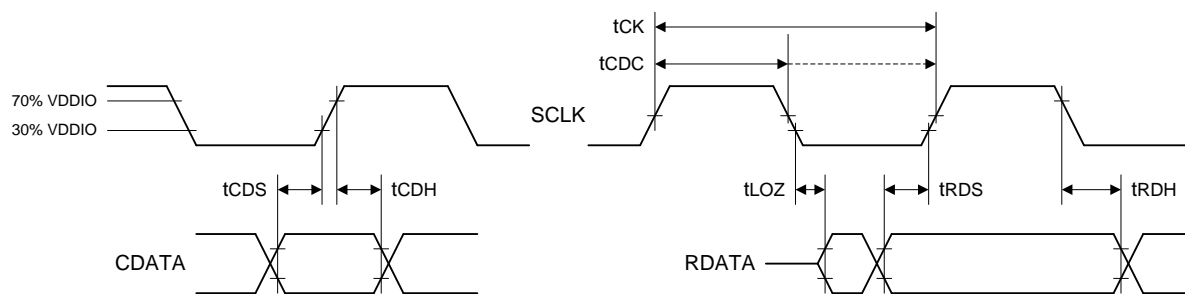 tCK
tCDC
70% VDDIO
30% VDDIO
SCLK
tCDS
tCDH
tLOZ
tRDS
tRDH
CDATA
RDATA